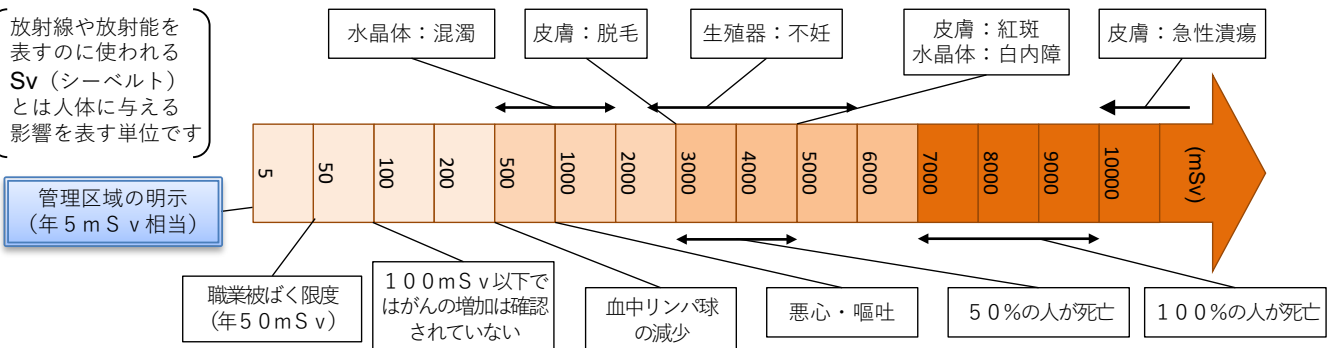 放射線や放射能を
表すのに使われる
Sv（シーベルト）
とは人体に与える
影響を表す単位です
水晶体：混濁
皮膚：脱毛
生殖器：不妊
皮膚：紅斑
水晶体：白内障
皮膚：急性潰瘍
5
50
100
200
500
1000
2000
3000
4000
5000
6000
7000
8000
9000
10000
(mSv)
管理区域の明示
（年５ｍＳｖ相当）
職業被ばく限度
（年５０ｍＳｖ）
１００ｍＳｖ以下で
はがんの増加は確認
されていない
血中リンパ球
の減少
悪心・嘔吐
５０%の人が死亡
１００%の人が死亡